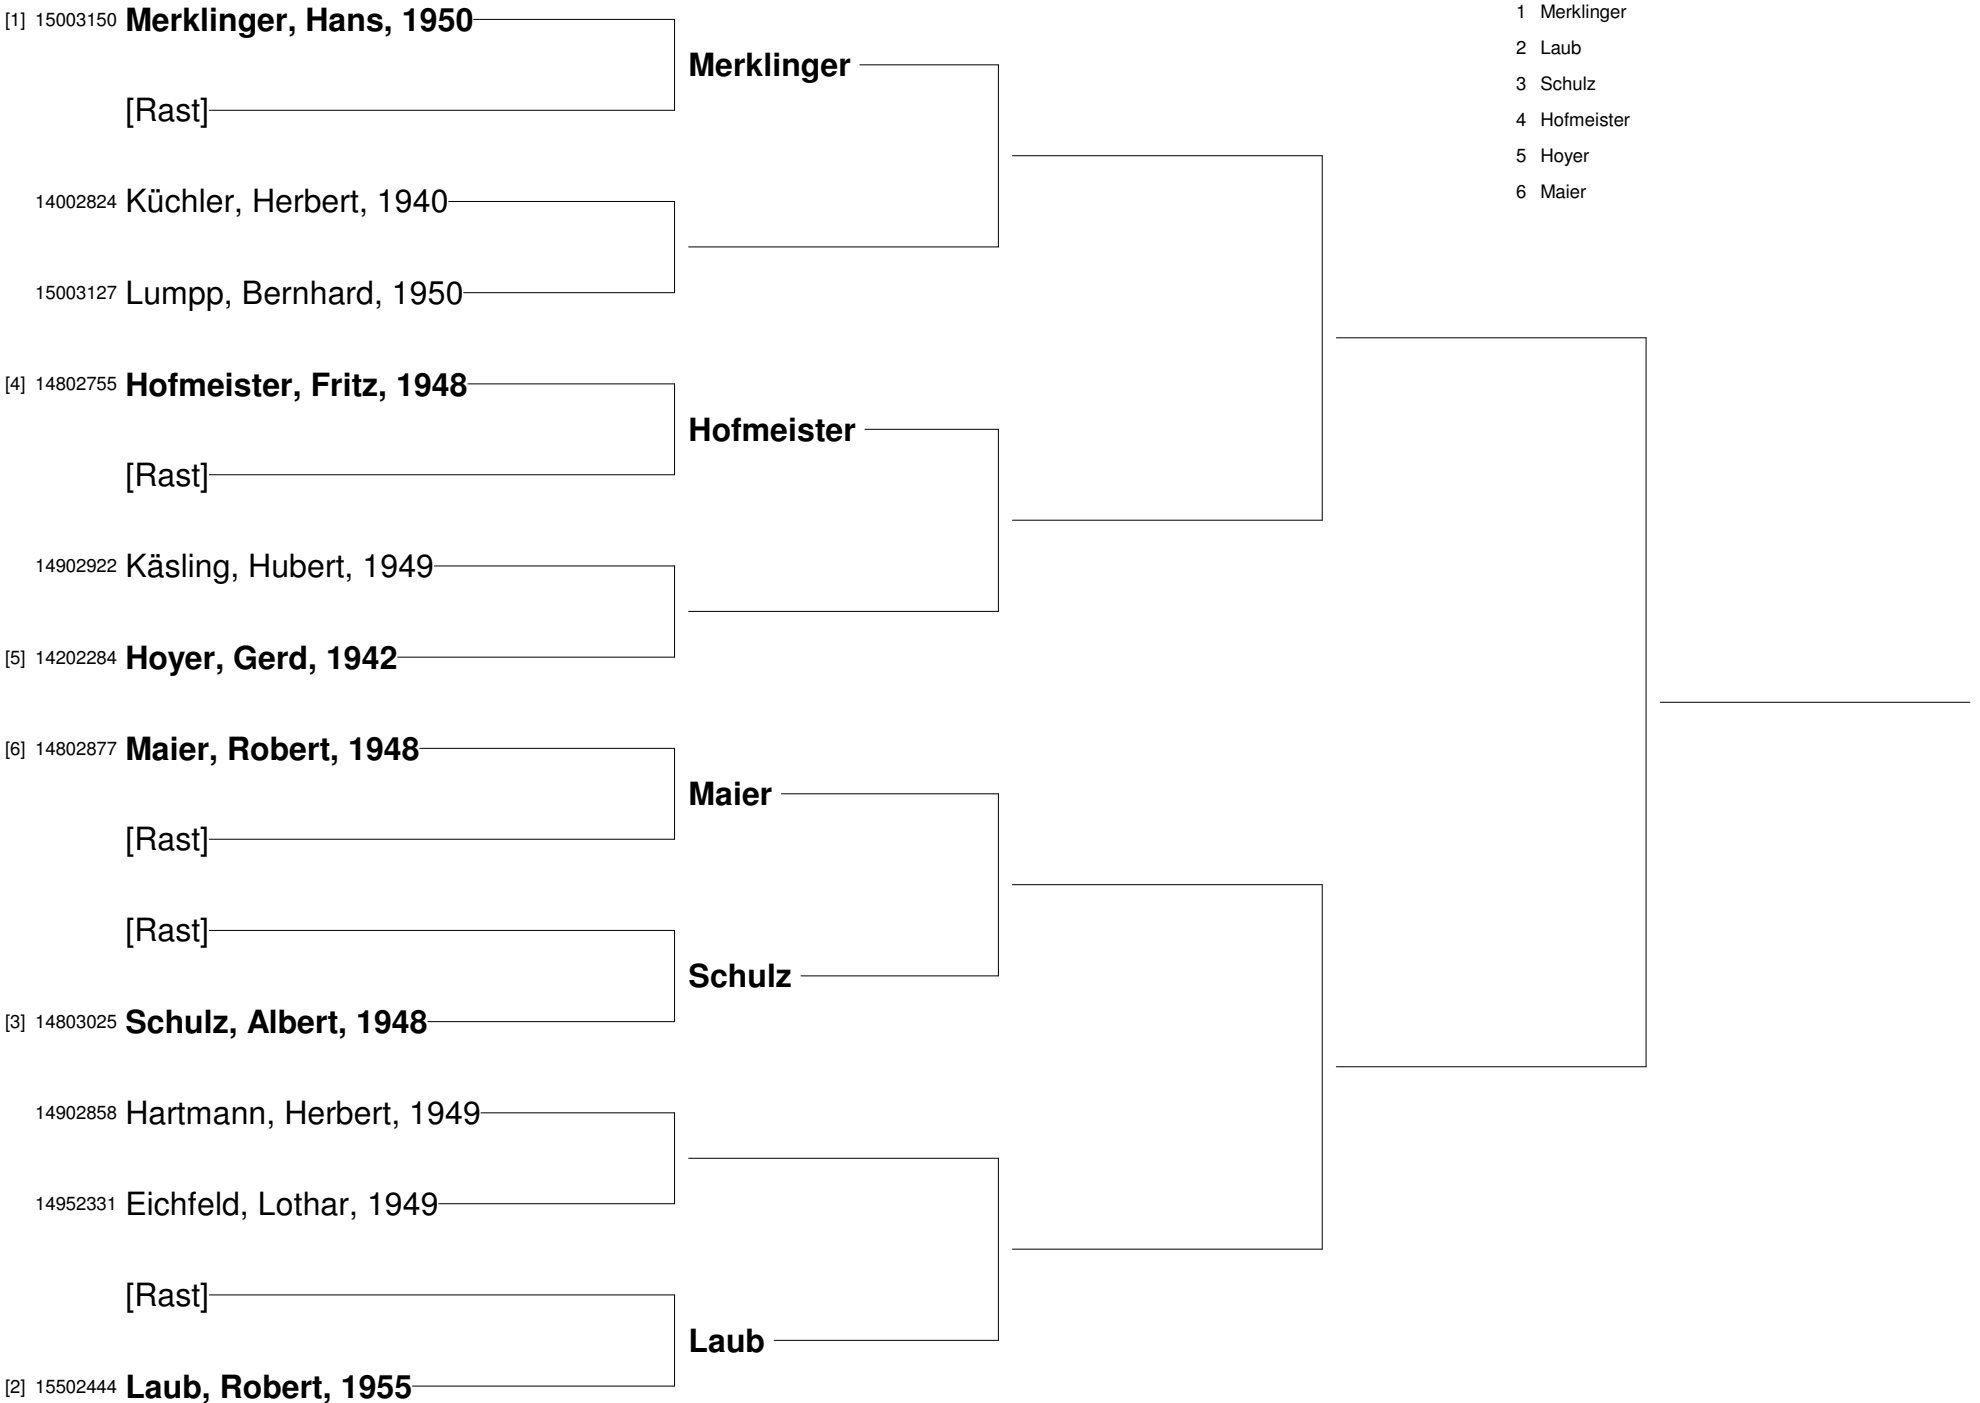 [1] 15003150 Merklinger, Hans, 1950
[Rast]
14002824 Küchler, Herbert, 1940
15003127 Lumpp, Bernhard, 1950
[4] 14802755 Hofmeister, Fritz, 1948
[Rast]
14902922 Käsling, Hubert, 1949
[5] 14202284 Hoyer, Gerd, 1942
[6] 14802877 Maier, Robert, 1948
[Rast]
[Rast]
[3] 14803025 Schulz, Albert, 1948
14902858 Hartmann, Herbert, 1949
14952331 Eichfeld, Lothar, 1949
[Rast]
[2] 15502444 Laub, Robert, 1955
Merklinger
Hofmeister
Maier
Schulz
Laub
1 Merklinger
2 Laub
3 Schulz
4 Hofmeister
5 Hoyer
6 Maier